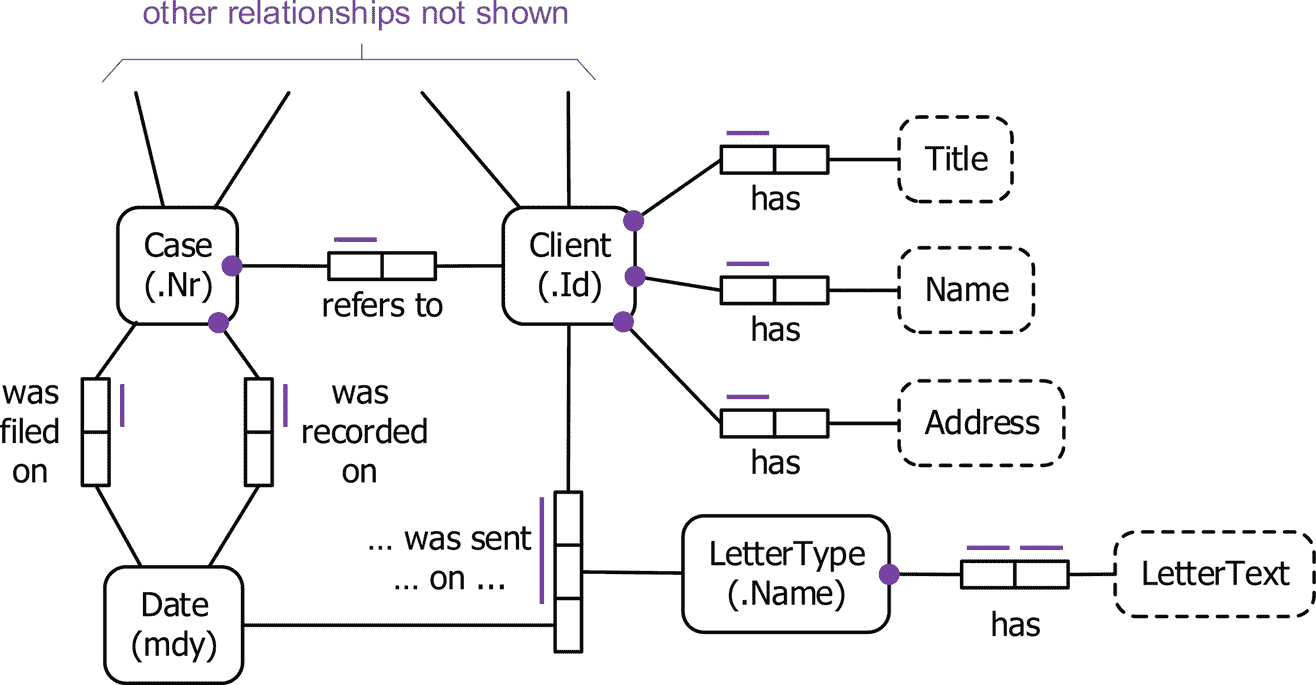 other relationships not shown
Title
has
Case
(.Nr)
refers to
Client
(.Id)
Name
has
Address
has
was
filed
on
was
recorded
on
... was sent
... on ...
LetterType
(.Name)
has
LetterText
Date
(mdy)